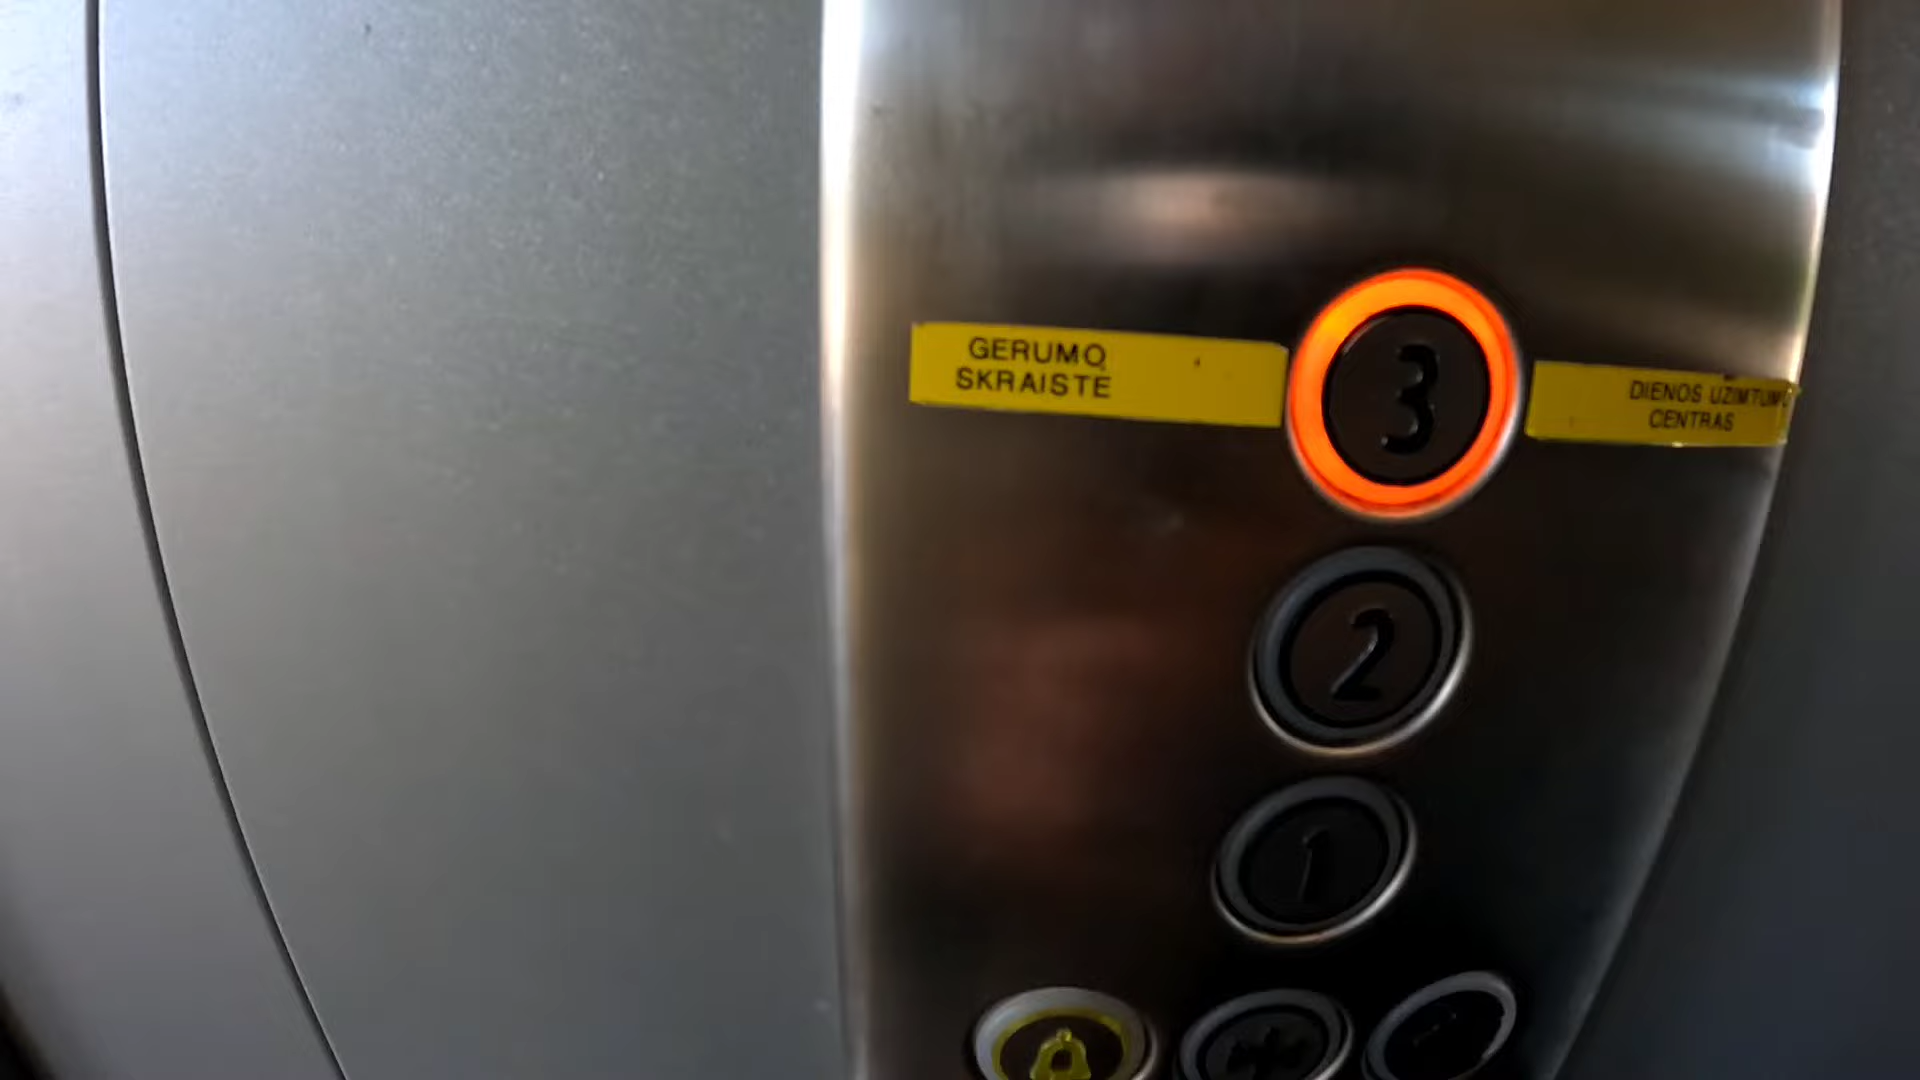 GERUMO
SKRAISTE
3
DIENOS UZIMTUMO
CENTRAS
2
1